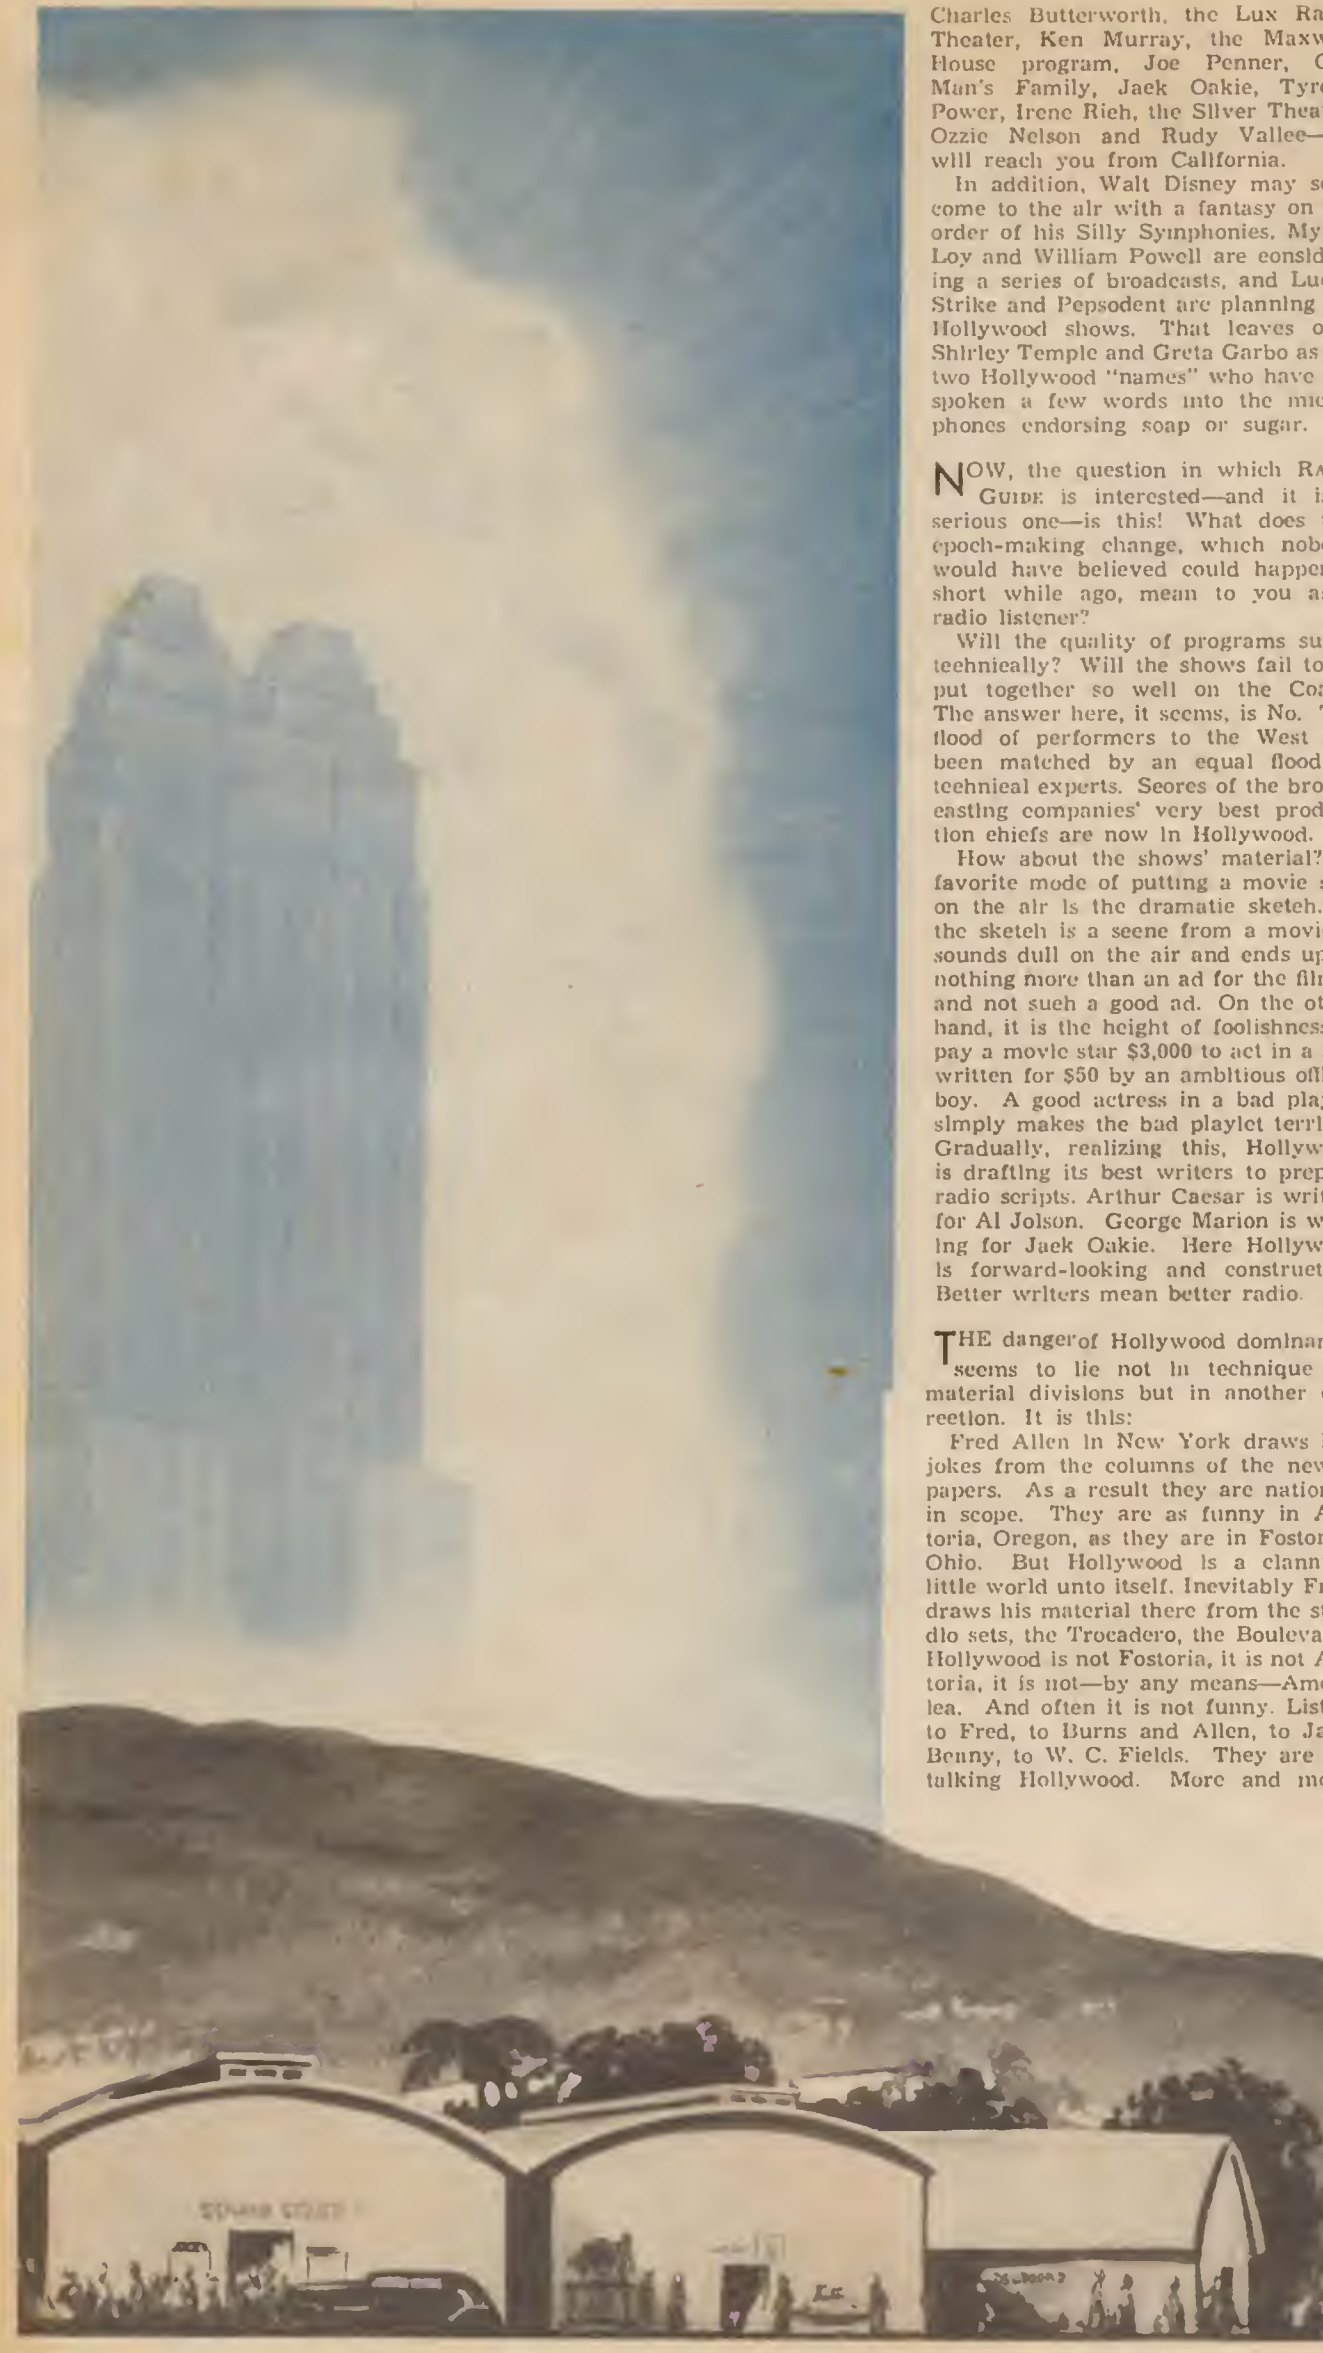 Charles Butterworth, the Lux Ra
Theater, Ken Murray, the Maxw
House program, Joe Penner, O
Man's Family, Jack Oakie, Tyr
Power, Irene Rich, the Silver Thea
Ozzie Nelson and Rudy Vallee—
will reach you from California.
In addition, Walt Disney may s
come to the air with a fantasy on
order of his Silly Symphonies. My
Loy and William Powell are consid
ing a series of broadcasts, and Lu
Strike and Pepsodent are planning
Hollywood shows. That leaves o
Shirley Temple and Greta Garbo as
two Hollywood "names" who have
spoken a few words into the mic
phones endorsing soap or sugar.
NOW, the question in which RA
GUIDE is interested—and it i
serious one—is this! What does
epoch-making change, which nob
would have believed could happe
short while ago, mean to you a
radio listener?
Will the quality of programs su
technically? Will the shows fail to
put together so well on the Coa
The answer here, it seems, is No.
flood of performers to the West
been matched by an equal flood
technical experts. Scores of the bro
casting companies' very best prod
tion chiefs are now in Hollywood.
How about the shows' material?
favorite mode of putting a movie s
on the air is the dramatic sketch.
the sketch is a scene from a movi
sounds dull on the air and ends up
nothing more than an ad for the fil
and not such a good ad. On the ot
hand, it is the height of foolishness
pay a movie star $3,000 to act in a
written for $50 by an ambitious offi
boy. A good actress in a bad pla
simply makes the bad playlet terri
Gradually, realizing this, Hollyw
is drafting its best writers to prep
radio scripts. Arthur Caesar is writ
for Al Jolson. George Marion is w
ing for Jack Oakie. Here Hollyw
is forward-looking and construct
Better writers mean better radio.
THE danger of Hollywood dominan
seems to lie not in technique
material divisions but in another
rection. It is this:
Fred Allen in New York draws
jokes from the columns of the new
papers. As a result they are nation
in scope. They are as funny in A
toria, Oregon, as they are in Fostor
Ohio. But Hollywood is a clann
little world unto itself. Inevitably Fr
draws his material there from the st
dio sets, the Trocadero, the Bouleva
Hollywood is not Fostoria, it is not A
toria, it is not—by any means—Ame
ica. And often it is not funny. List
to Fred, to Burns and Allen, to Ja
Benny, to W. C. Fields. They are
talking Hollywood. More and mo